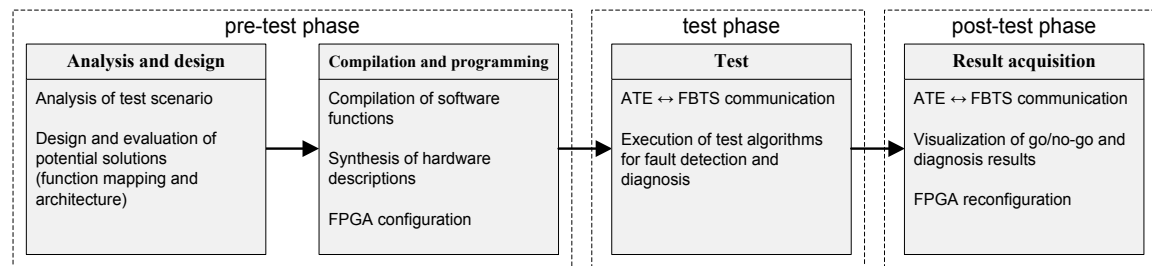 pre-test phase
Analysis and design
Analysis of test scenario
Design and evaluation of
potential solutions
(function mapping and
architecture)
Compilation and programming
Compilation of software
functions
Synthesis of hardware
descriptions
FPGA configuration
test phase
Test
ATE ↔ FBTS communication
Execution of test algorithms
for fault detection and
diagnosis
post-test phase
Result acquisition
ATE ↔ FBTS communication
Visualization of go/no-go and
diagnosis results
FPGA reconfiguration